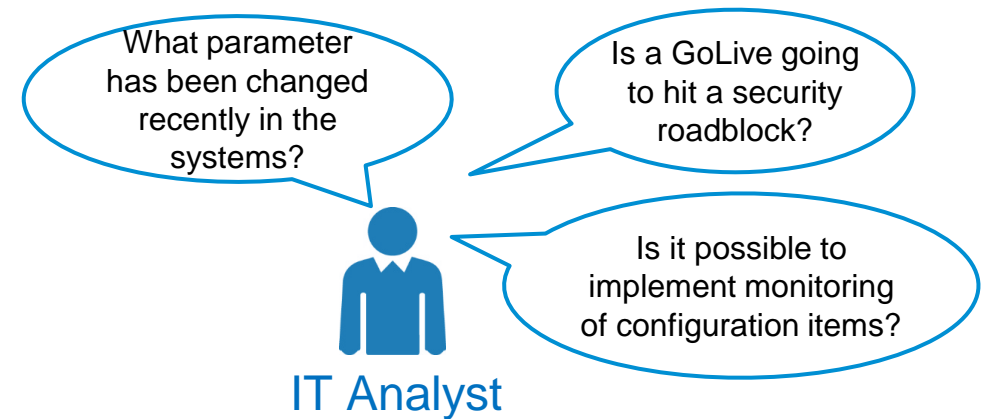 What parameter
has been changed
recently in the
systems?
Is a GoLive going
to hit a security
roadblock?
Is it possible to
implement monitoring
of configuration items?
IT Analyst